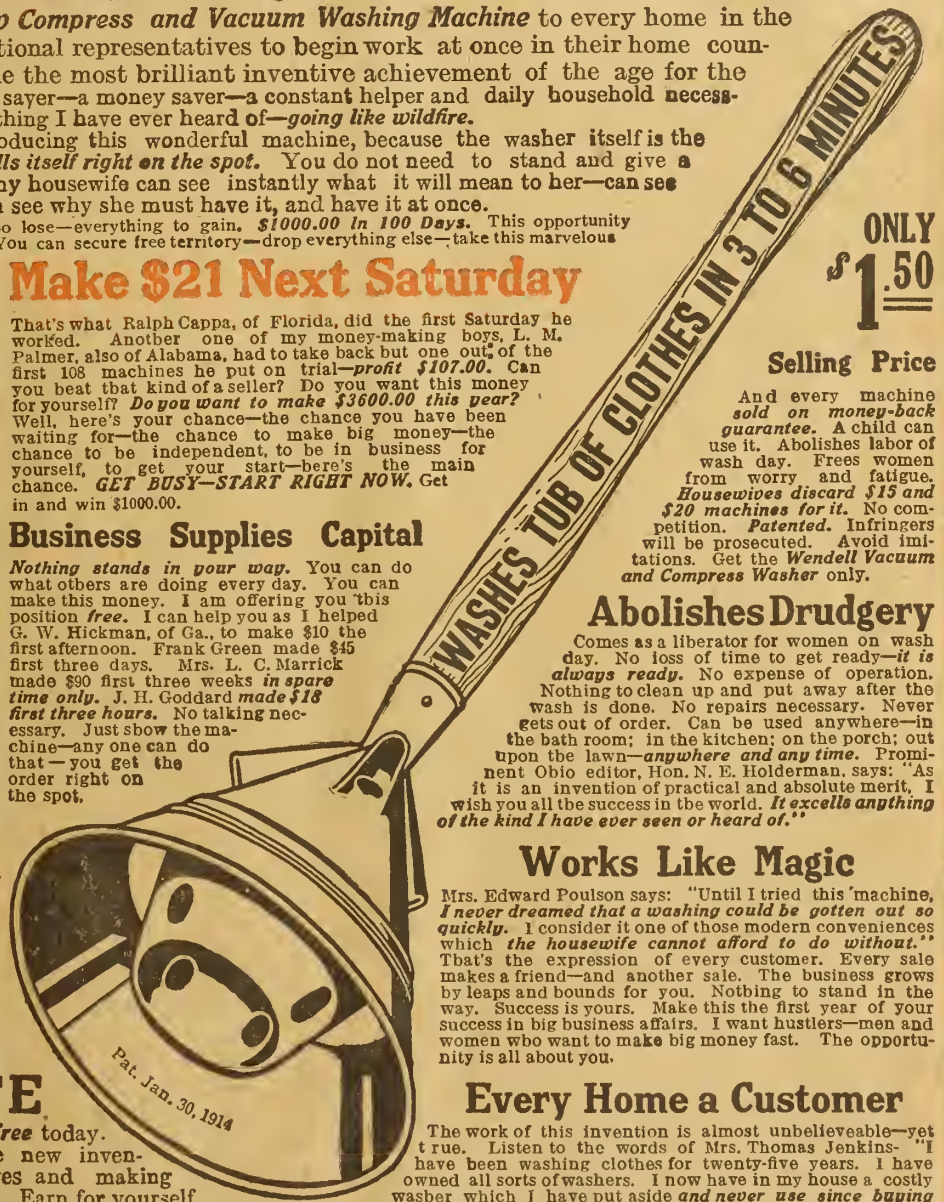 Compress and Vacuum Washing Machine to every home in the
tional representatives to begin work at once in their home coun-
e the most brilliant inventive achievement of the age for the
sayer—a money saver—a constant helper and daily household necess-
thing I have ever heard of—going like wildfire.
oducing this wonderful machine, because the washer itself is the
lls itself right on the spot. You do not need to stand and give a
ny housewife can see instantly what it will mean to her—can see
see why she must have it, and have it at once.
o lose—everything to gain. $1000.00 In 100 Days. This opportunity
You can secure free territory—drop everything else—take this marvelous
Make $21 Next Saturday
That's what Ralph Cappa, of Florida, did the first Saturday he
worked. Another one of my money-making boys, L. M.
Palmer, also of Alabama, had to take back but one out of the
first 108 machines he put on trial—profit $107.00. Can
you beat that kind of a seller? Do you want this money
for yourself? Do you want to make $3600.00 this year?
Well, here's your chance—the chance you have been
waiting for—the chance to make big money—the
chance to be independent, to be in business for
yourself, to get your start—here's the main
chance. GET BUSY—START RIGHT NOW. Get
in and win $1000.00.
Business Supplies Capital
Nothing stands in your way. You can do
what others are doing every day. You can
make this money. I am offering you this
position free. I can help you as I helped
G. W. Hickman, of Ga., to make $10 the
first afternoon. Frank Green made $45
first three days. Mrs. L. C. Marrick
made $90 first three weeks in spare
time only. J. H. Goddard made $18
first three hours. No talking nec-
essary. Just show the ma-
chine—any one can do
that—you get the
order right on
the spot.
WASHES TUB OF CLOTHES IN 3 TO 6 MINUTES
ONLY
$1.50
Selling Price
And every machine
sold on money-back
guarantee. A child can
use it. Abolishes labor of
wash day. Frees women
from worry and fatigue.
Housewives discard $15 and
$20 machines for it. No com-
petition. Patented. Infringers
will be prosecuted. Avoid imi-
tations. Get the Wendell Vacuum
and Compress Washer only.
Abolishes Drudgery
Comes as a liberator for women on wash
day. No loss of time to get ready—it is
always ready. No expense of operation.
Nothing to clean up and put away after the
wash is done. No repairs necessary. Never
gets out of order. Can be used anywhere—in
the bath room; in the kitchen; on the porch; out
upon the lawn—anywhere and any time. Promi-
nent Ohio editor, Hon. N. E. Holderman, says: "As
it is an invention of practical and absolute merit, I
wish you all the success in the world. It excells anything
of the kind I have ever seen or heard of."
Works Like Magic
Mrs. Edward Poulson says: "Until I tried this machine,
I never dreamed that a washing could be gotten out so
quickly. I consider it one of those modern conveniences
which the housewife cannot afford to do without."
That's the expression of every customer. Every sale
makes a friend—and another sale. The business grows
by leaps and bounds for you. Nothing to stand in the
way. Success is yours. Make this the first year of your
success in big business affairs. I want hustlers—men and
women who want to make big money fast. The opportu-
nity is all about you.
Every Home a Customer
The work of this invention is almost unbelieveable—yet
true. Listen to the words of Mrs. Thomas Jenkins- "I
have been washing clothes for twenty-five years. I have
owned all sorts of washers. I now have in my house a costly
washer which I have put aside and never use since buying
Pat. Jan. 30, 1914
E
ree today.
e new inven-
es and making
Earn for yourself